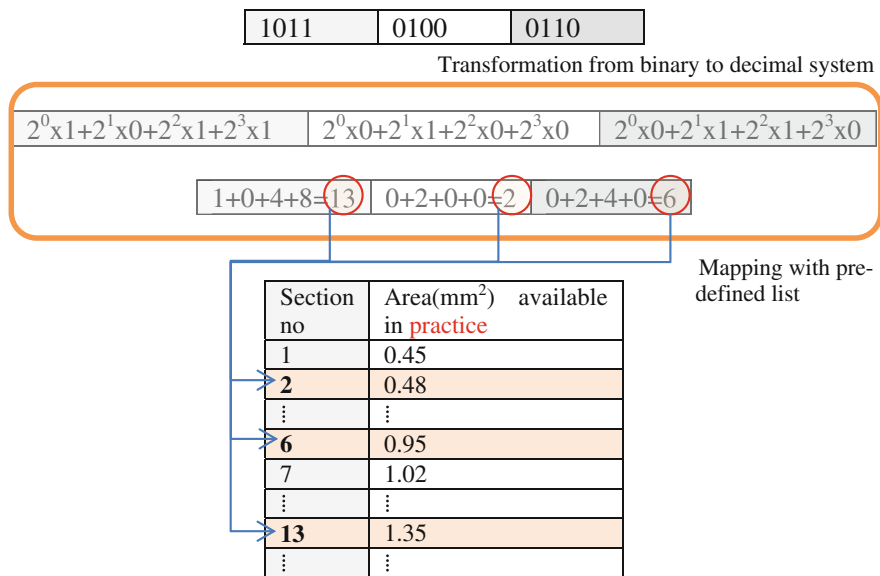 1011 0100 0110
Transformation from binary to decimal system
2⁰x1+2¹x0+2²x1+2³x1 2⁰x0+2¹x1+2²x0+2³x0 2⁰x0+2¹x1+2²x1+2³x0
1+0+4+8=13 0+2+0+0=2 0+2+4+0=6
Mapping with pre-
defined list
Section Area(mm²) available
no in practice
1 0.45
2 0.48
⋮ ⋮
6 0.95
7 1.02
⋮ ⋮
13 1.35
⋮ ⋮